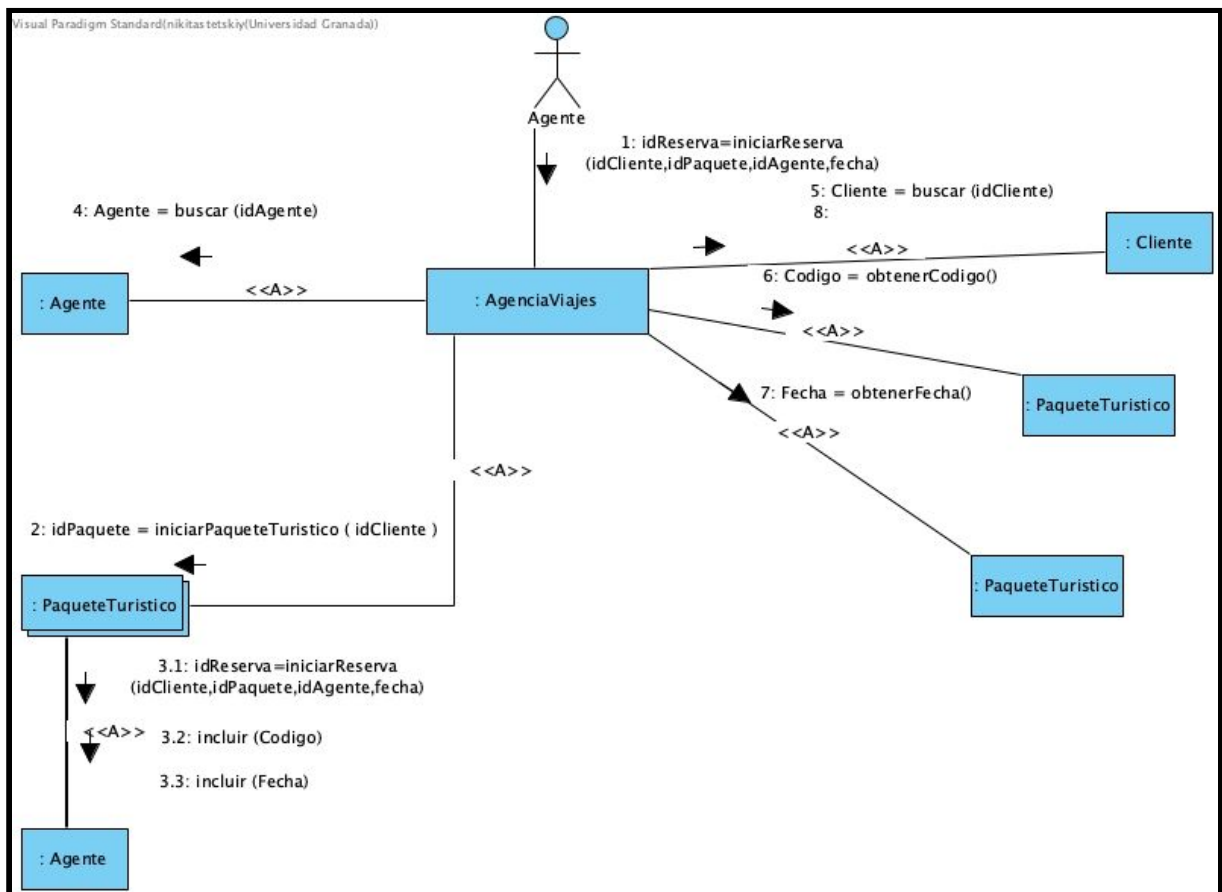 Visual Paradigm Standard(nikitastetskiy(Universidad Granada))
Agente
1: idReserva=iniciarReserva
(idCliente,idPaquete,idAgente,fecha)
5: Cliente = buscar (idCliente)
8:
4: Agente = buscar (idAgente)
<<A>>
: Cliente
6: Codigo = obtenerCodigo()
<<A>>
: Agente
: AgenciaViajes
<<A>>
7: Fecha = obtenerFecha()
: PaqueteTuristico
<<A>>
<<A>>
2: idPaquete = iniciarPaqueteTuristico ( idCliente )
: PaqueteTuristico
: PaqueteTuristico
3.1: idReserva=iniciarReserva
(idCliente,idPaquete,idAgente,fecha)
<<A>>
3.2: incluir (Codigo)
3.3: incluir (Fecha)
: Agente